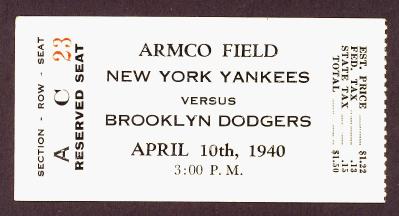 SECTION - ROW - SEAT
A C 23
RESERVED SEAT
ARMCO FIELD
NEW YORK YANKEES
VERSUS
BROOKLYN DODGERS
APRIL 10th, 1940
3:00 P. M.
EST. PRICE $1.22
FED. TAX .13
STATE TAX .15
TOTAL $1.50